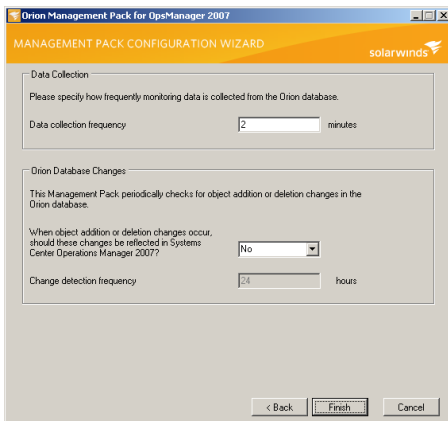 Orion Management Pack for OpsManager 2007
MANAGEMENT PACK CONFIGURATION WIZARD
solarwinds
Data Collection
Please specify how frequently monitoring data is collected from the Orion database.
Data collection frequency 2 minutes
Orion Database Changes
This Management Pack periodically checks for object addition or deletion changes in the
Orion database.
When object addition or deletion changes occur,
should these changes be reflected in Systems
Center Operations Manager 2007? No
Change detection frequency 24 hours
< Back Finish Cancel